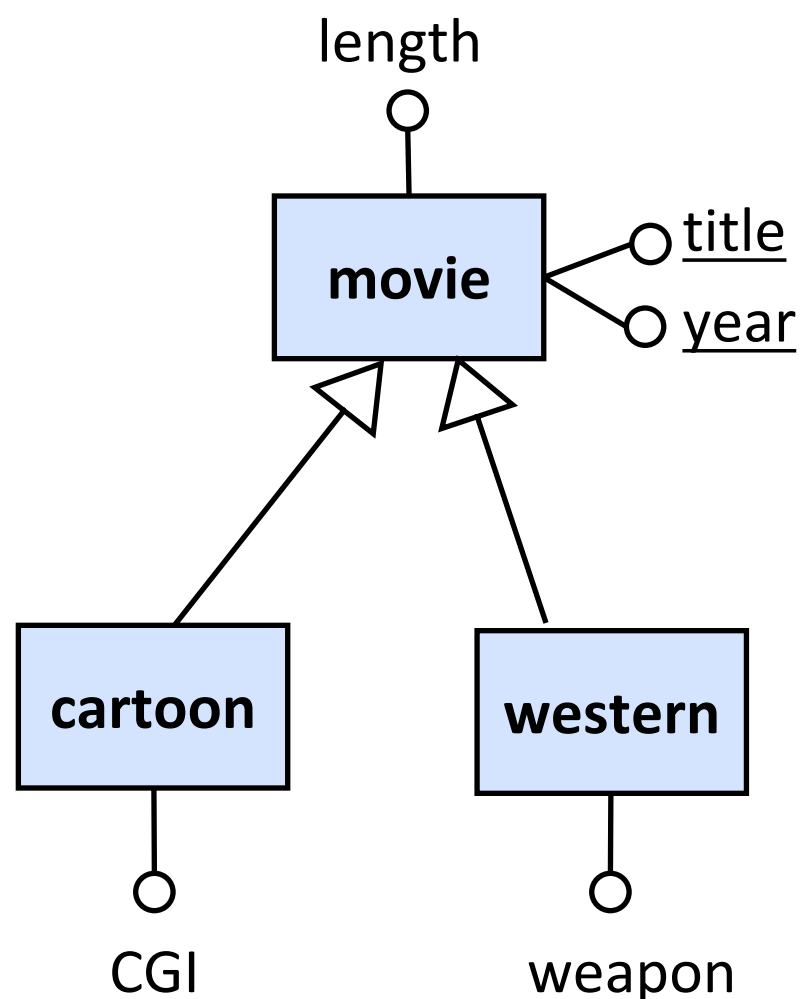 length
movie
title
year
cartoon
western
CGI
weapon